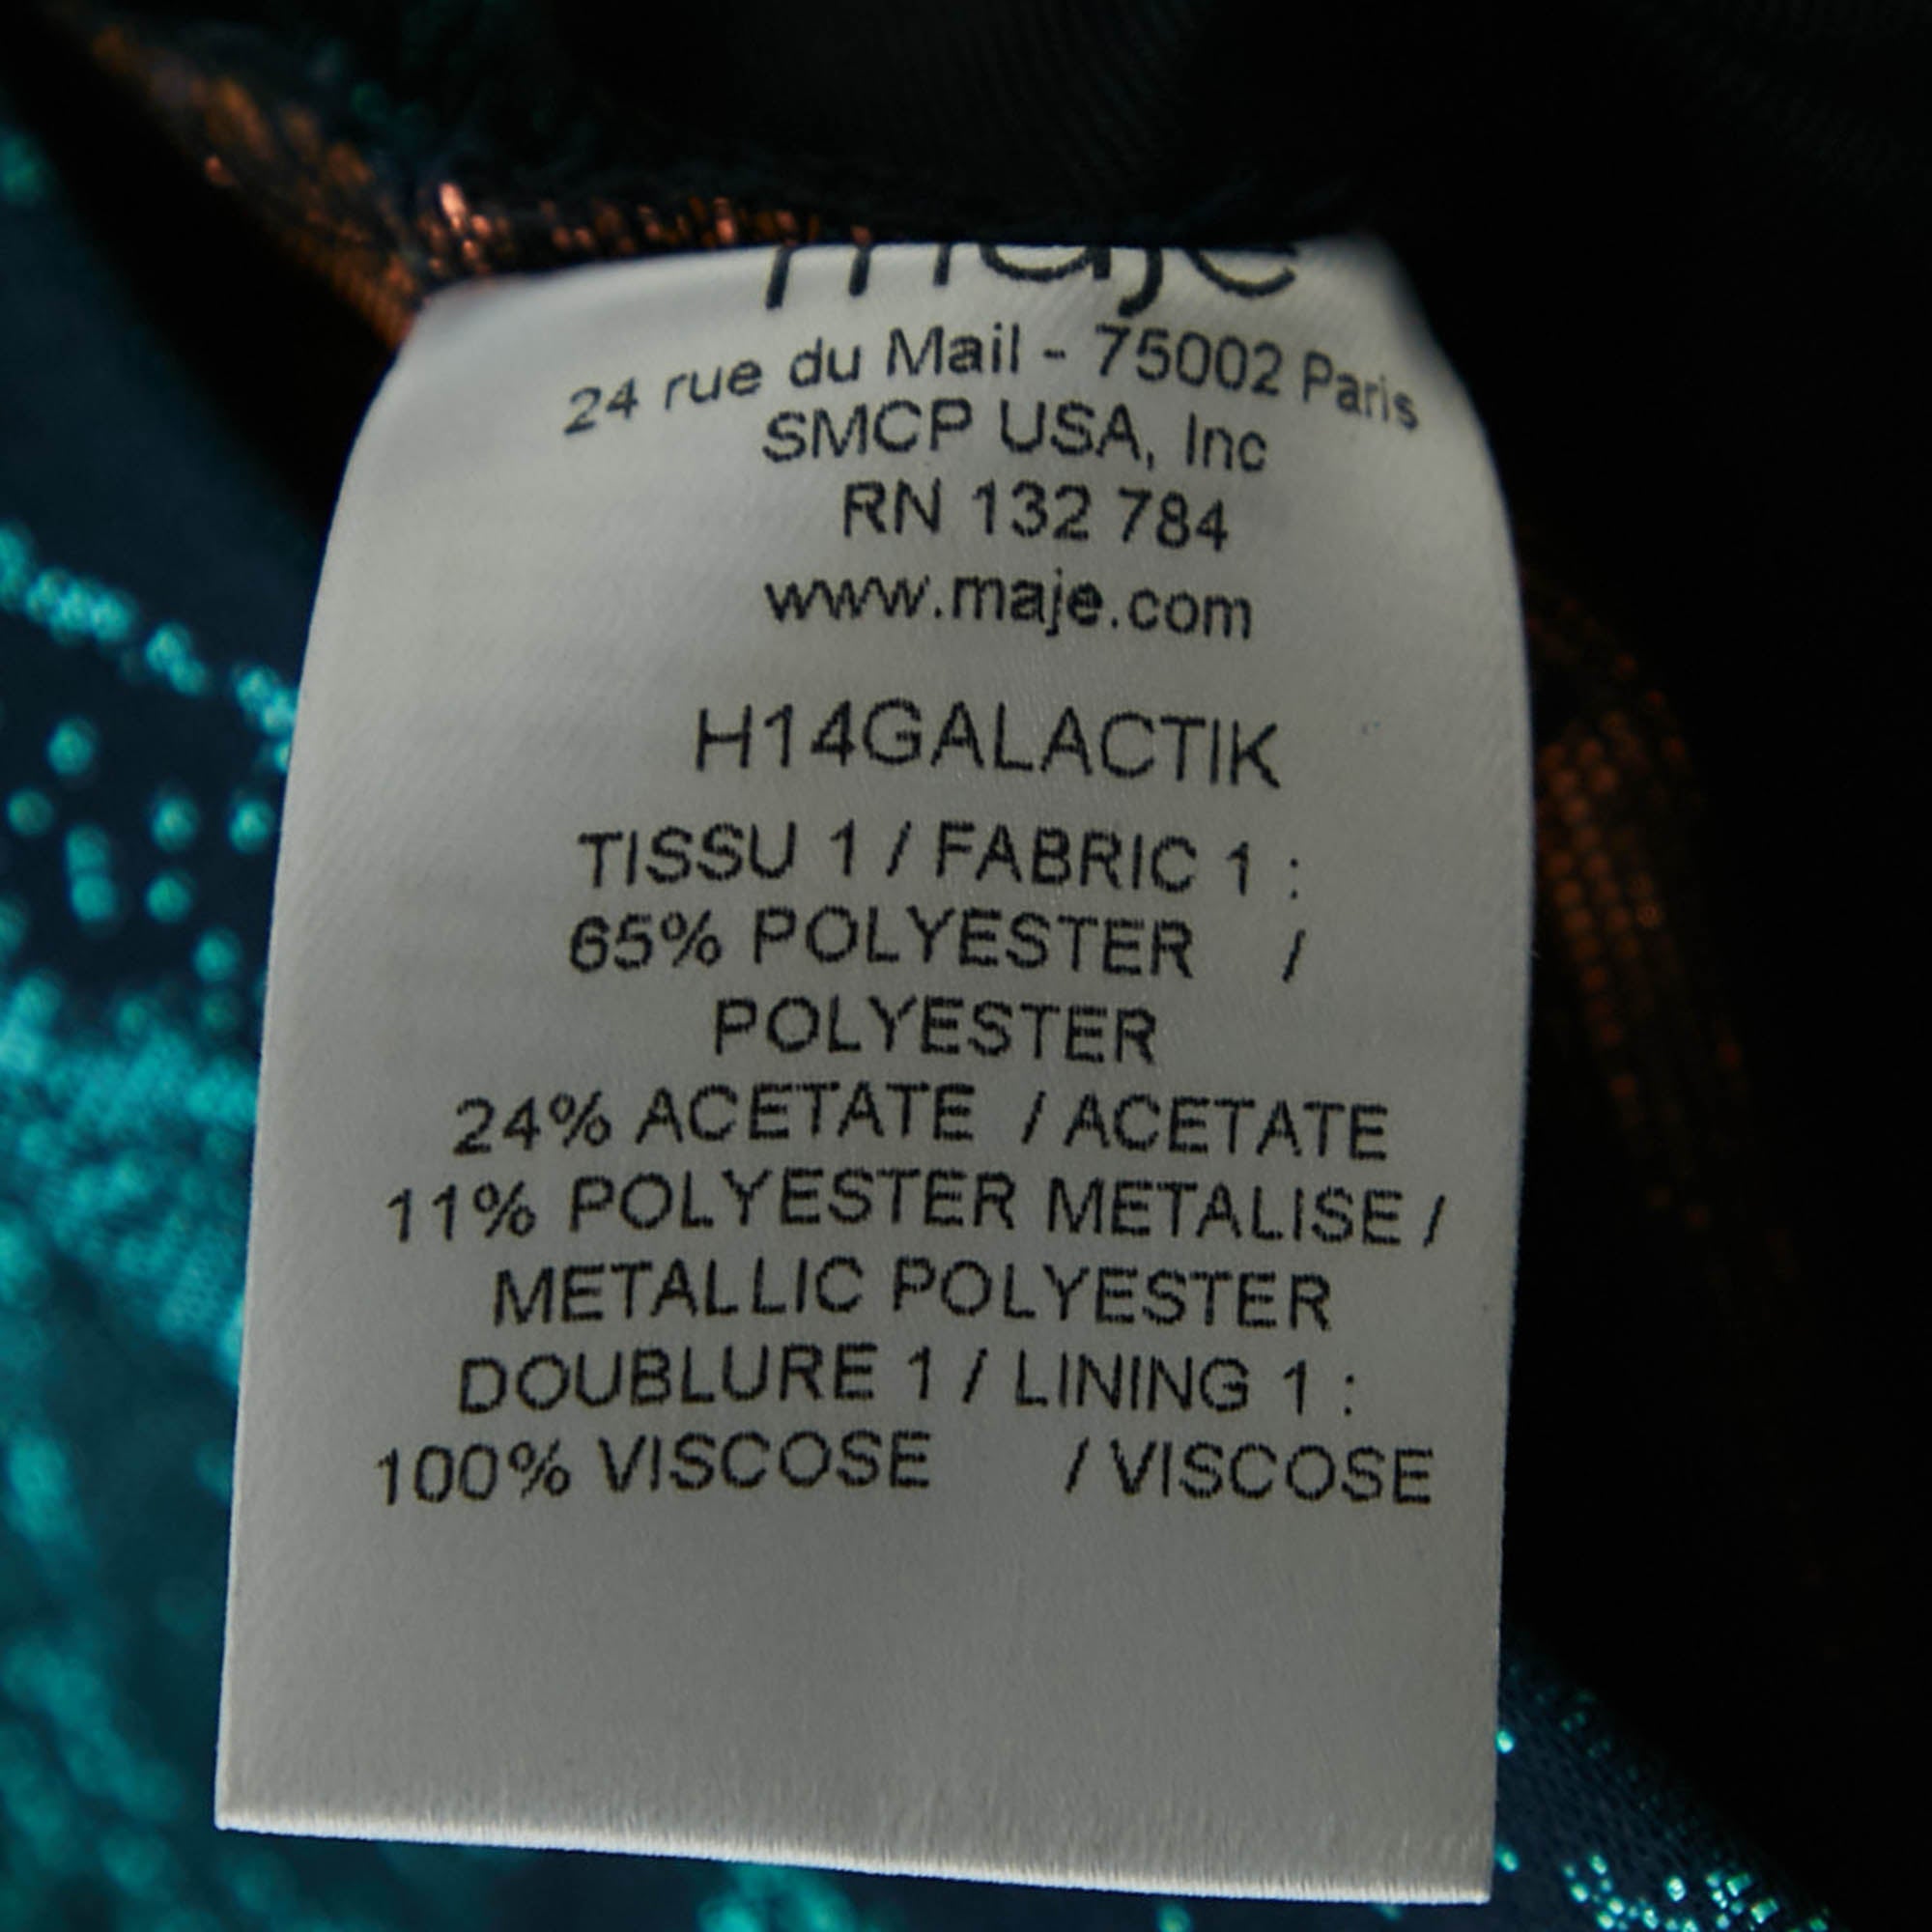 maje
24 rue du Mail - 75002 Paris
SMCP USA, Inc
RN 132 784
www.maje.com
H14GALACTIK
TISSU 1 / FABRIC 1 :
65% POLYESTER /
POLYESTER
24% ACETATE / ACETATE
11% POLYESTER METALISE /
METALLIC POLYESTER
DOUBLURE 1 / LINING 1 :
100% VISCOSE / VISCOSE